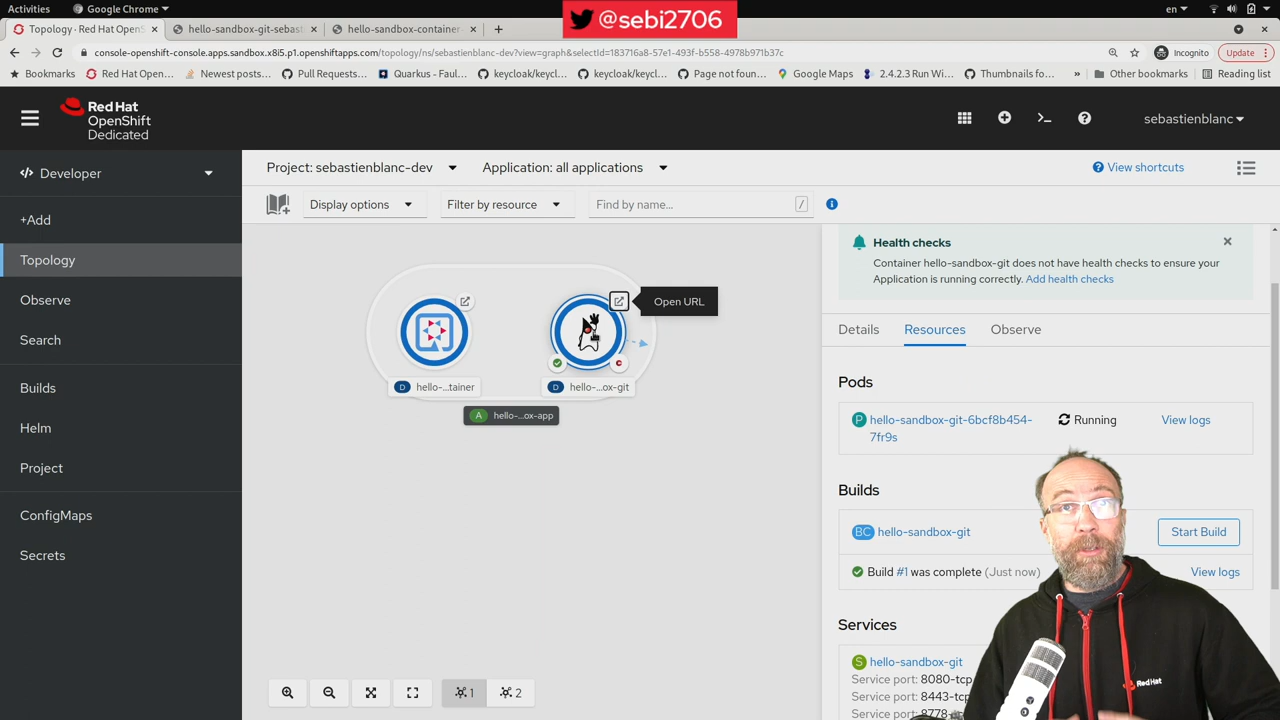 Activities
Google Chrome
@sebi2706
en
Topology · Red Hat OpenS
hello-sandbox-git-sebast
hello-sandbox-container
console-openshift-console.apps.sandbox.x8i5.p1.openshiftapps.com/topology/ns/sebastienblanc-dev?view=graph&selectId=183716a8-57e1-493f-b558-4978b971b37c
Incognito
Update
Bookmarks
Red Hat Open…
Newest posts…
Pull Requests…
Quarkus - Faul…
keycloak/keycl…
keycloak/keycl…
Page not foun…
Google Maps
2.4.2.3 Run Wi…
Thumbnails fo…
»
Other bookmarks
Reading list
Red Hat
OpenShift
Dedicated
sebastienblanc
Developer
Project: sebastienblanc-dev
Application: all applications
View shortcuts
+Add
Topology
Observe
Search
Builds
Helm
Project
ConfigMaps
Secrets
Display options
Filter by resource
Find by name...
/
Open URL
D hello-...tainer
D hello-...ox-git
A hello-...ox-app
1
2
Health checks
Container hello-sandbox-git does not have health checks to ensure your
Application is running correctly. Add health checks
Details
Resources
Observe
Pods
P hello-sandbox-git-6bcf8b454-
7fr9s
Running
View logs
Builds
BC hello-sandbox-git
Start Build
Build #1 was complete (Just now)
View logs
Services
S hello-sandbox-git
Service port: 8080-tcp
Service port: 8443-tcp
Service port: 8778-
Red Hat